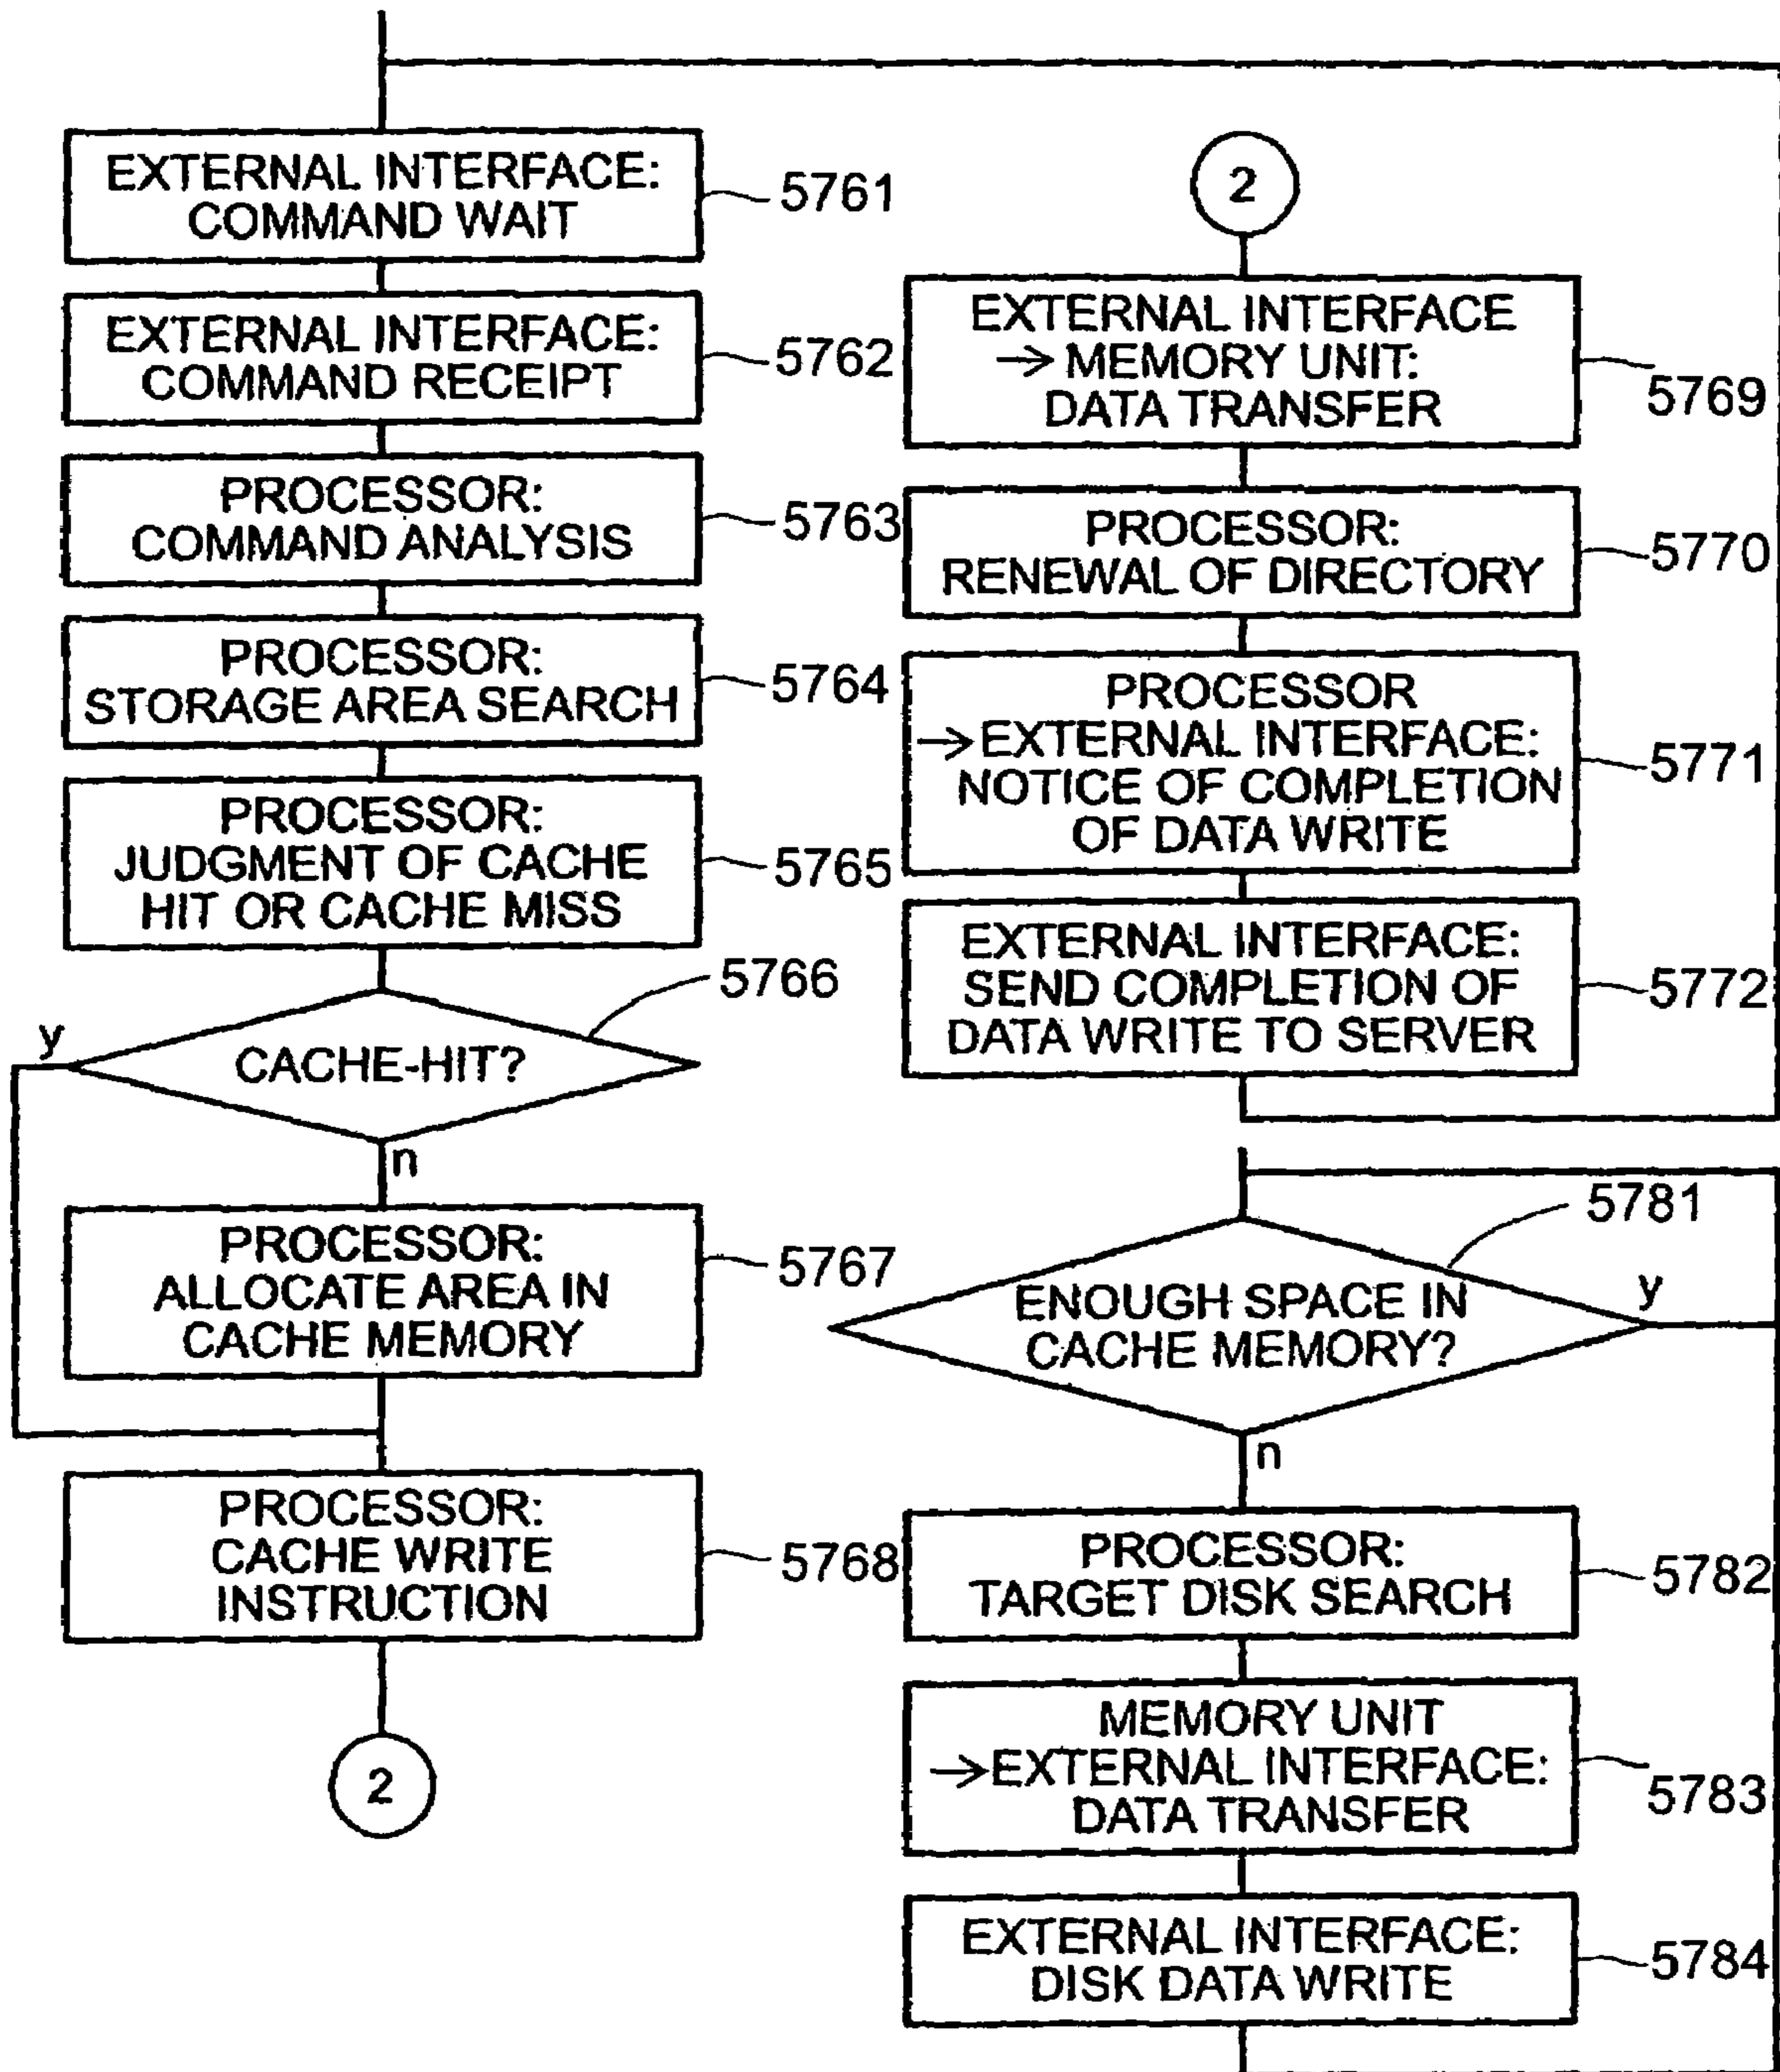 EXTERNAL INTERFACE:
COMMAND WAIT
5761
EXTERNAL INTERFACE:
COMMAND RECEIPT
5762
PROCESSOR:
COMMAND ANALYSIS
5763
PROCESSOR:
STORAGE AREA SEARCH
5764
PROCESSOR:
JUDGMENT OF CACHE
HIT OR CACHE MISS
5765
5766
y
CACHE-HIT?
n
PROCESSOR:
ALLOCATE AREA IN
CACHE MEMORY
5767
PROCESSOR:
CACHE WRITE
INSTRUCTION
5768
2
2
EXTERNAL INTERFACE
→ MEMORY UNIT:
DATA TRANSFER
5769
PROCESSOR:
RENEWAL OF DIRECTORY
5770
PROCESSOR
→ EXTERNAL INTERFACE:
NOTICE OF COMPLETION
OF DATA WRITE
5771
EXTERNAL INTERFACE:
SEND COMPLETION OF
DATA WRITE TO SERVER
5772
5781
ENOUGH SPACE IN
CACHE MEMORY?
y
n
PROCESSOR:
TARGET DISK SEARCH
5782
MEMORY UNIT
→ EXTERNAL INTERFACE:
DATA TRANSFER
5783
EXTERNAL INTERFACE:
DISK DATA WRITE
5784